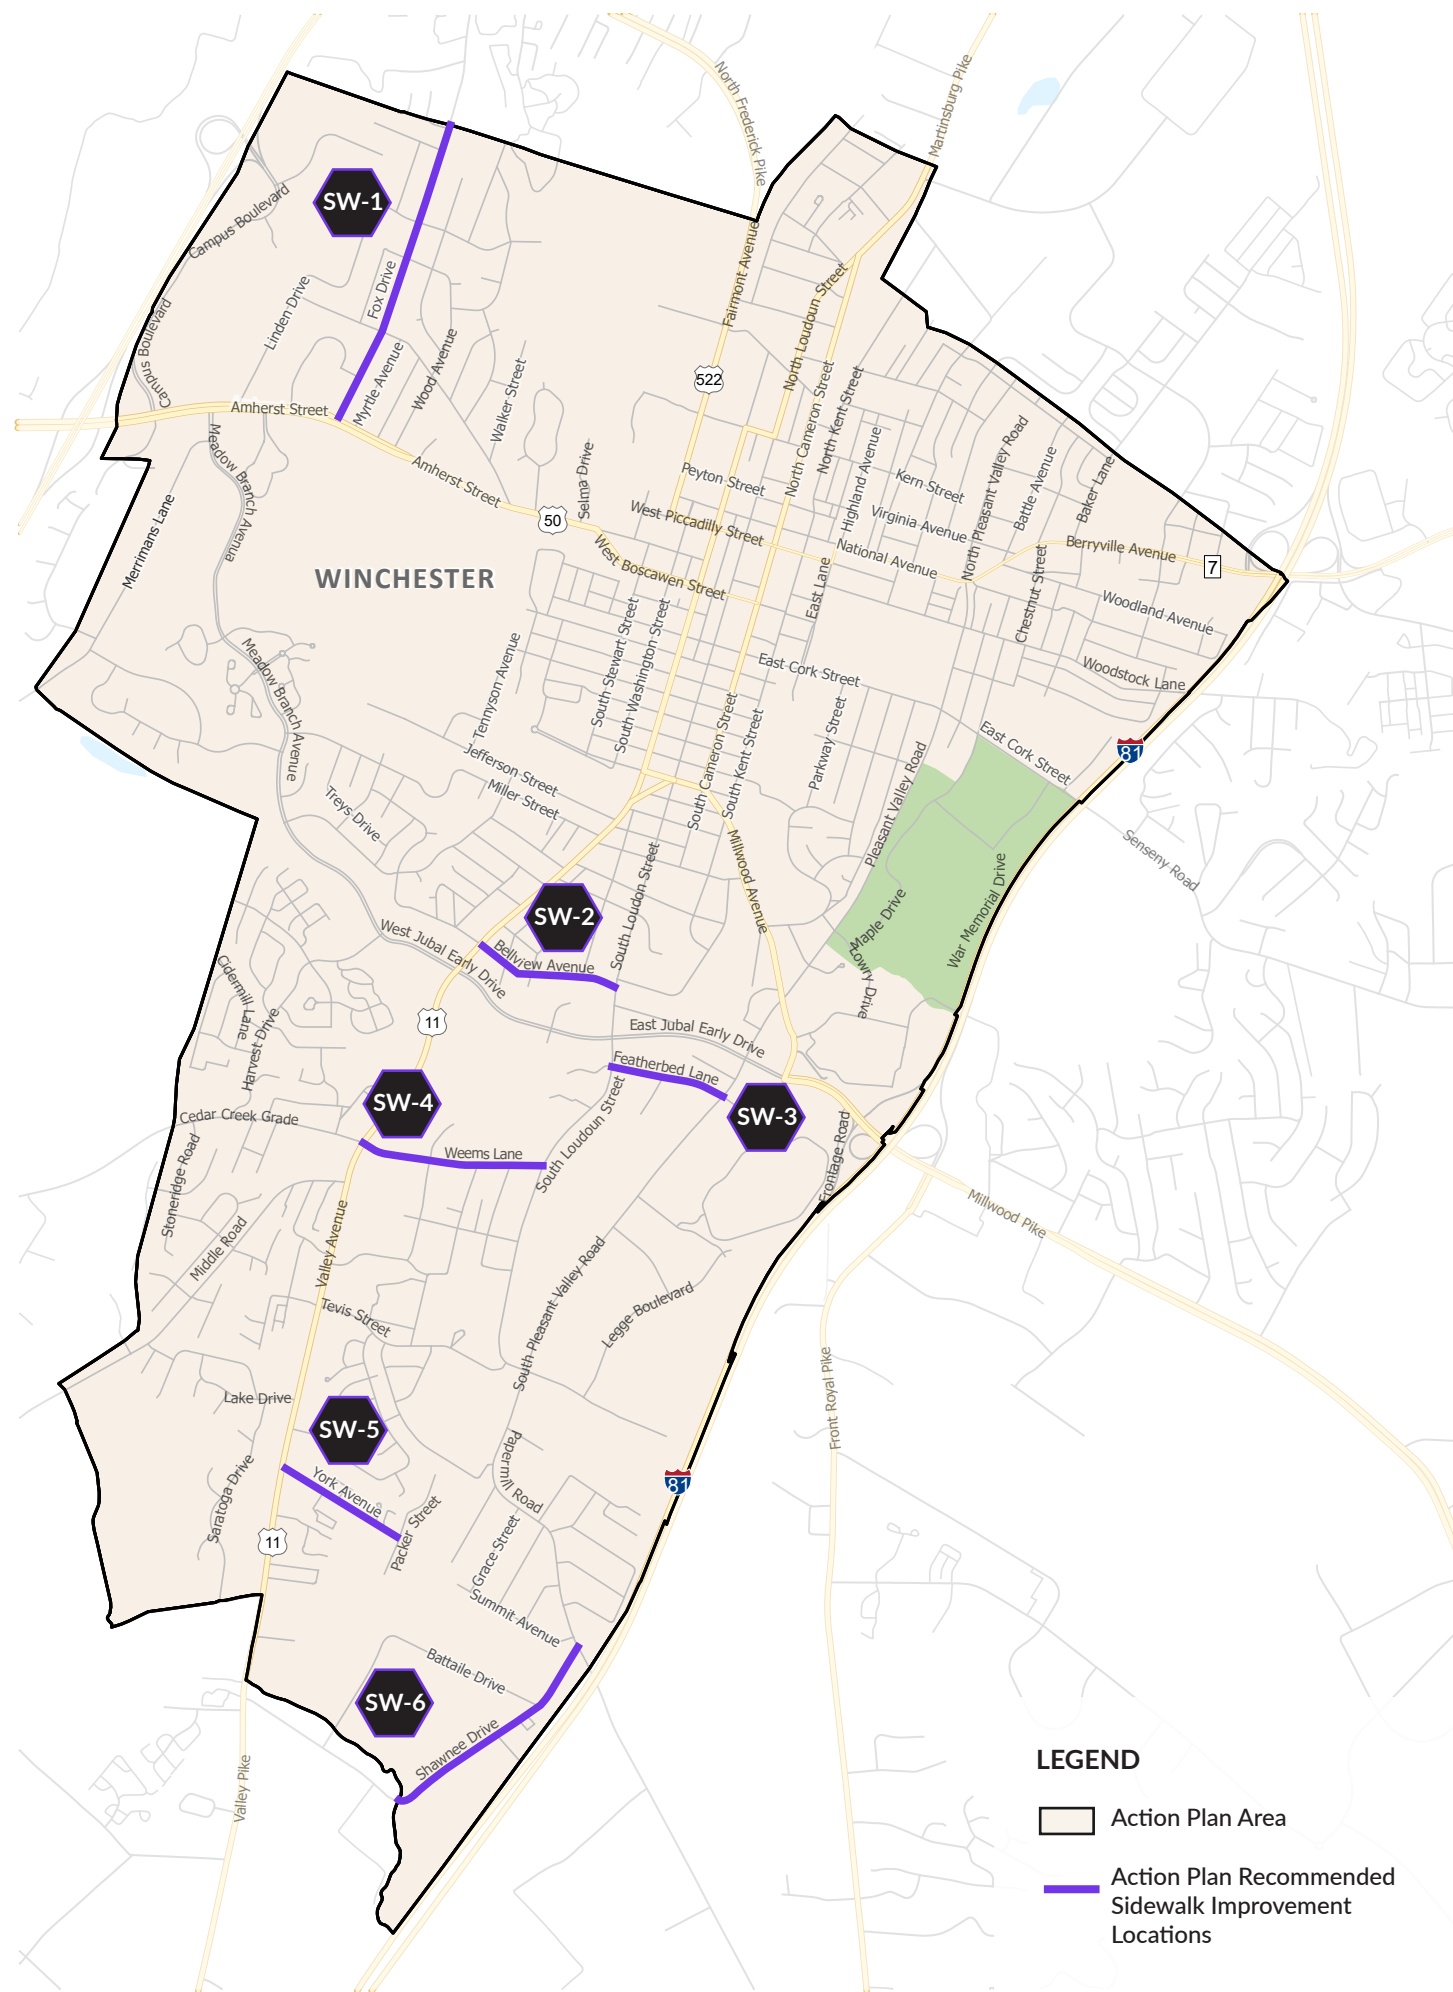 North Frederick Pike
Martinsburg Pike
SW-1
Campus Boulevard
Fairmont Avenue
Fox Drive
Linden Drive
North Loudoun Street
Campus Boulevard
Myrtle Avenue
Wood Avenue
Walker Street
522
North Cameron Street
North Kent Street
Amherst Street
Amherst Street
Meadow Branch Avenua
Selma Drive
Peyton Street
Highland Avenue
Kern Street
North Pleasant Valley Road
Battle Avenue
Baker Lane
Merrimans Lane
50
West Piccadilly Street
Virginia Avenue
National Avenue
Berryville Avenue
7
WINCHESTER
West Boscawen Street
East Lane
Chestnut Street
Woodland Avenue
Meadow Branch Avenue
Tennyson Avenue
South Stewart Street
South Washington Street
East Cork Street
Woodstock Lane
South Cameron Street
South Kent Street
Parkway Street
Pleasant Valley Road
East Cork Street
81
Jefferson Street
Miller Street
Treys Drive
Millwood Avenue
Senseny Road
South Loudon Street
SW-2
Maple Drive
War Memorial Drive
West Jubal Early Drive
Bellview Avenue
Lowry Drive
Cidermill Lane
Harvest Drive
11
East Jubal Early Drive
Featherbed Lane
SW-4
SW-3
Cedar Creek Grade
Stoneridge Road
Weems Lane
South Loudoun Street
Frontage Road
Millwood Pike
Middle Road
Valley Avenue
South Pleasant Valley Road
Legge Boulevard
Tevis Street
Front Royal Pike
Lake Drive
SW-5
Saratoga Drive
York Avenue
Packer Street
Papermill Road
81
11
Grace Street
Summit Avenue
Battaile Drive
SW-6
Shawnee Drive
Valley Pike
LEGEND
Action Plan Area
Action Plan Recommended
Sidewalk Improvement
Locations